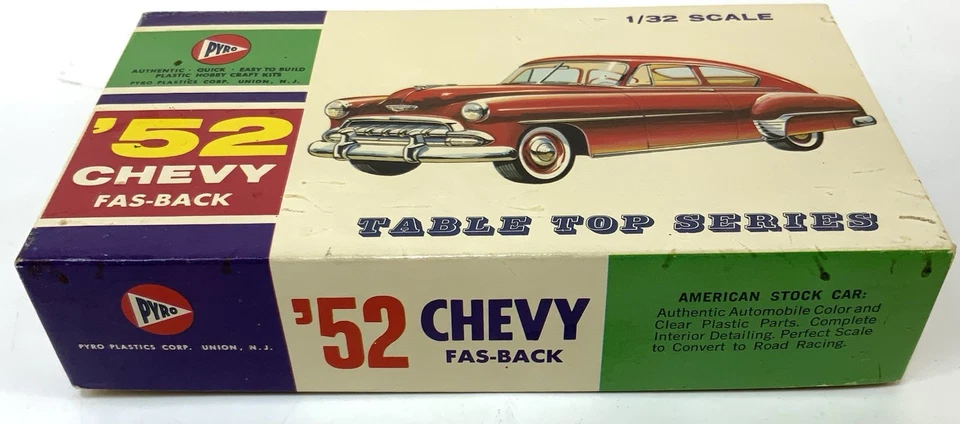 PYRO
AUTHENTIC · QUICK · EASY TO BUILD
PLASTIC HOBBY CRAFT KITS
PYRO PLASTICS CORP. UNION, N.J.
'52
CHEVY
FAS-BACK
1/32 SCALE
TABLE TOP SERIES
PYRO
PYRO PLASTICS CORP. UNION, N.J.
'52 CHEVY
FAS-BACK
AMERICAN STOCK CAR:
Authentic Automobile Color and
Clear Plastic Parts. Complete
Interior Detailing. Perfect Scale
to Convert to Road Racing.